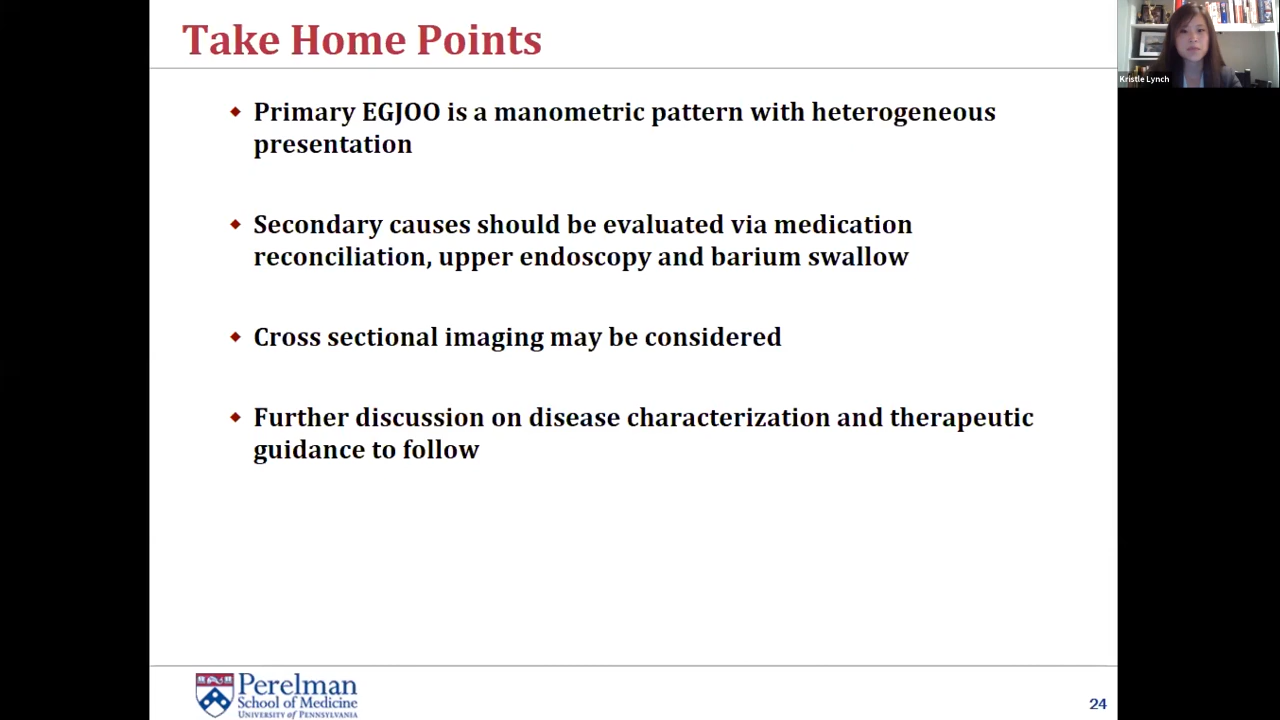 Take Home Points
Kristle Lynch
◆ Primary EGJOO is a manometric pattern with heterogeneous
presentation
◆ Secondary causes should be evaluated via medication
reconciliation, upper endoscopy and barium swallow
◆ Cross sectional imaging may be considered
◆ Further discussion on disease characterization and therapeutic
guidance to follow
Perelman
School of Medicine
UNIVERSITY of PENNSYLVANIA
24